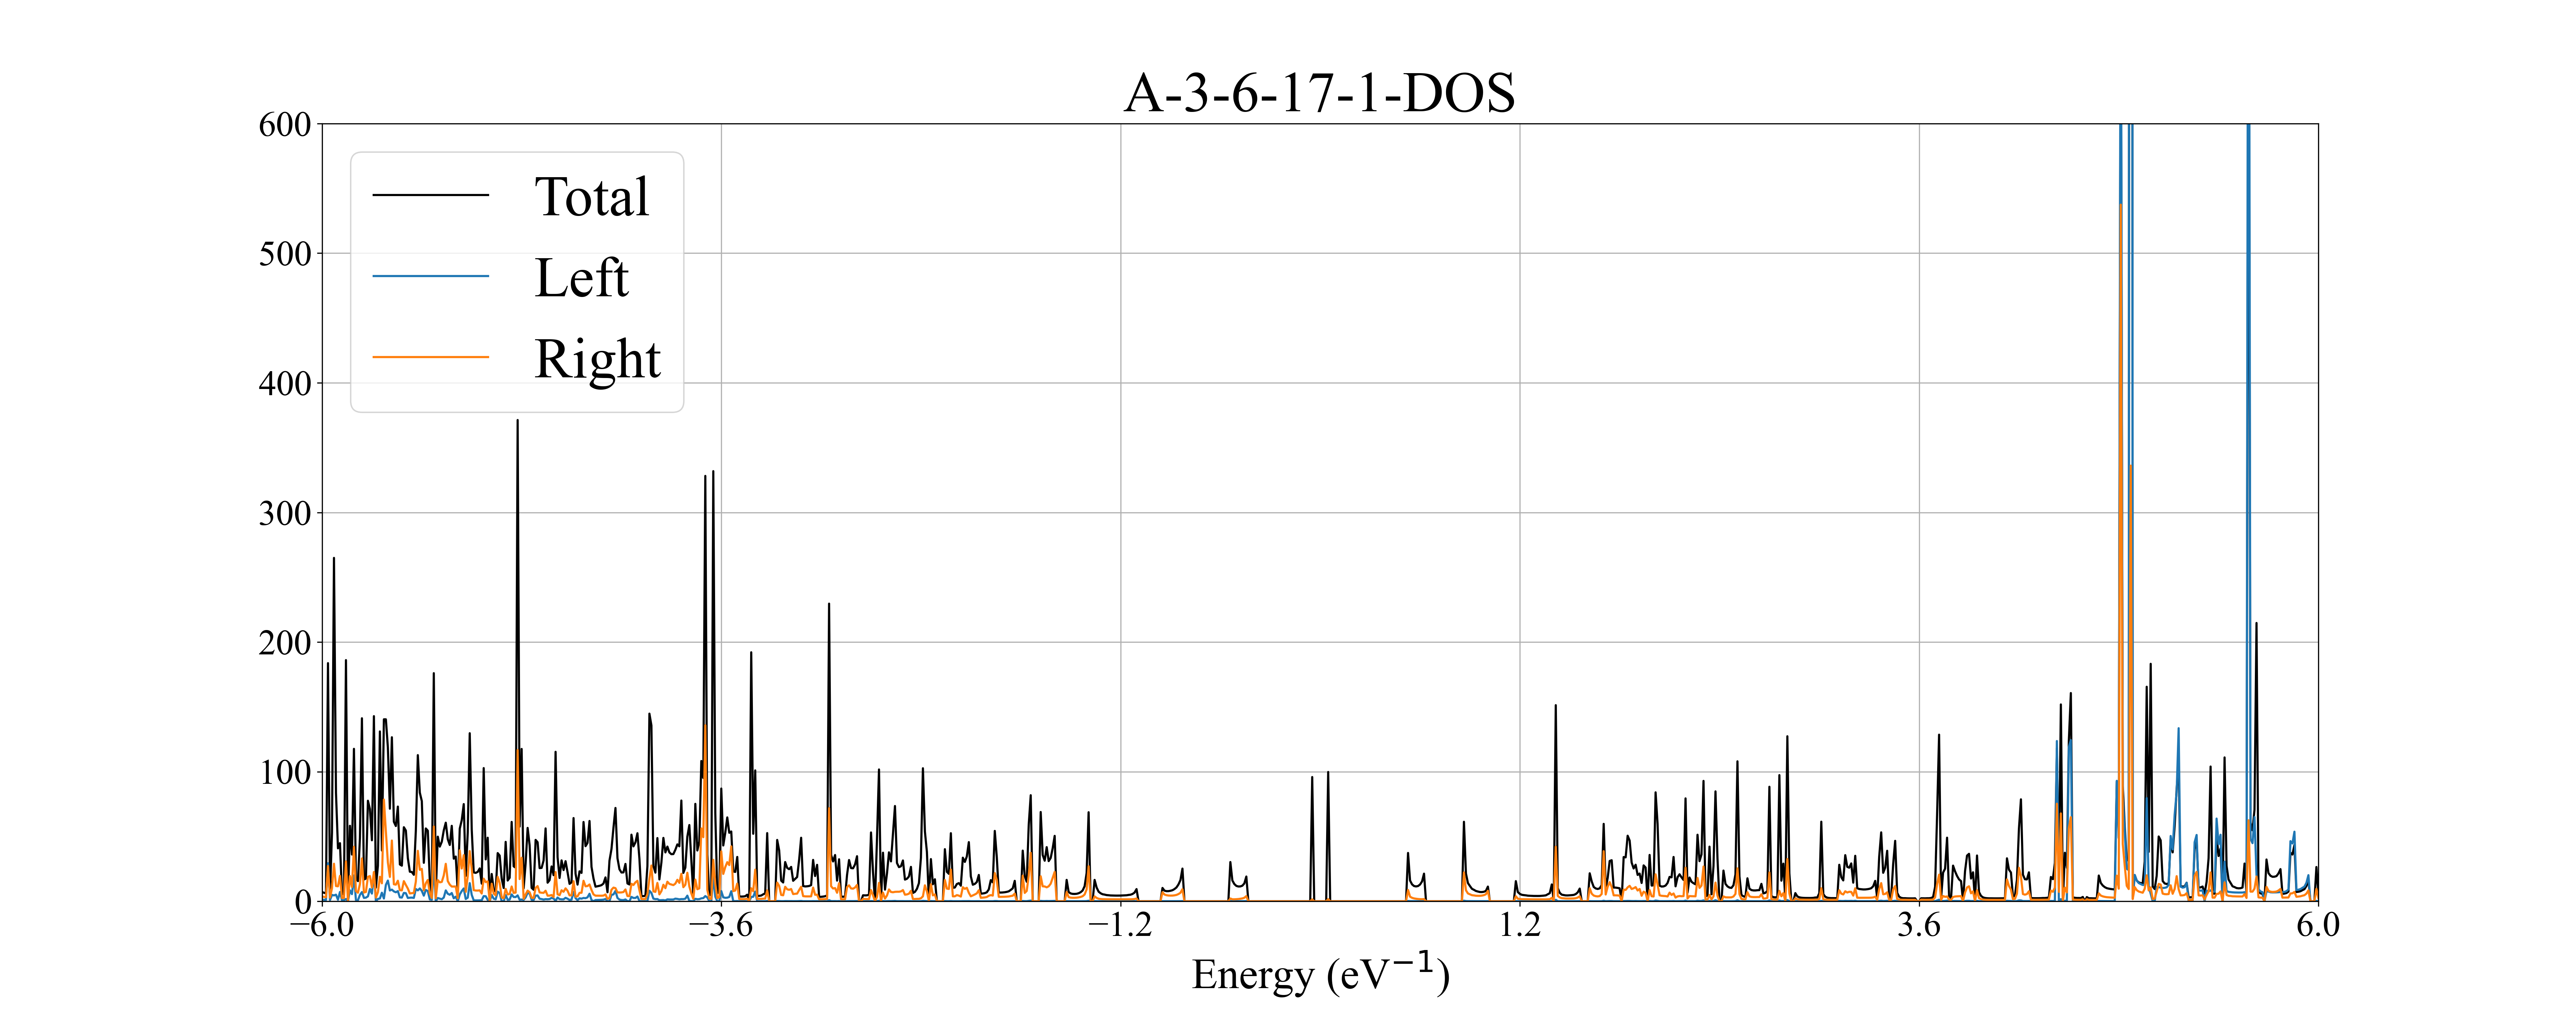 A-3-6-17-1-DOS
Total
Left
Right
600
500
400
300
200
100
0
−6.0 −3.6 −1.2 1.2 3.6 6.0
Energy (eV⁻¹)